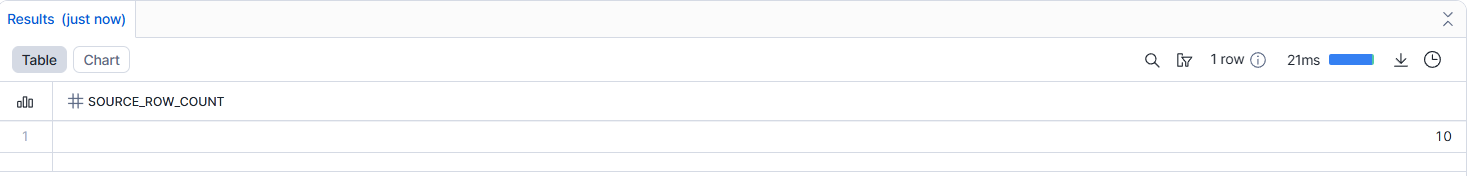 Results (just now)
Table Chart 1 row 21ms
SOURCE_ROW_COUNT
1 10